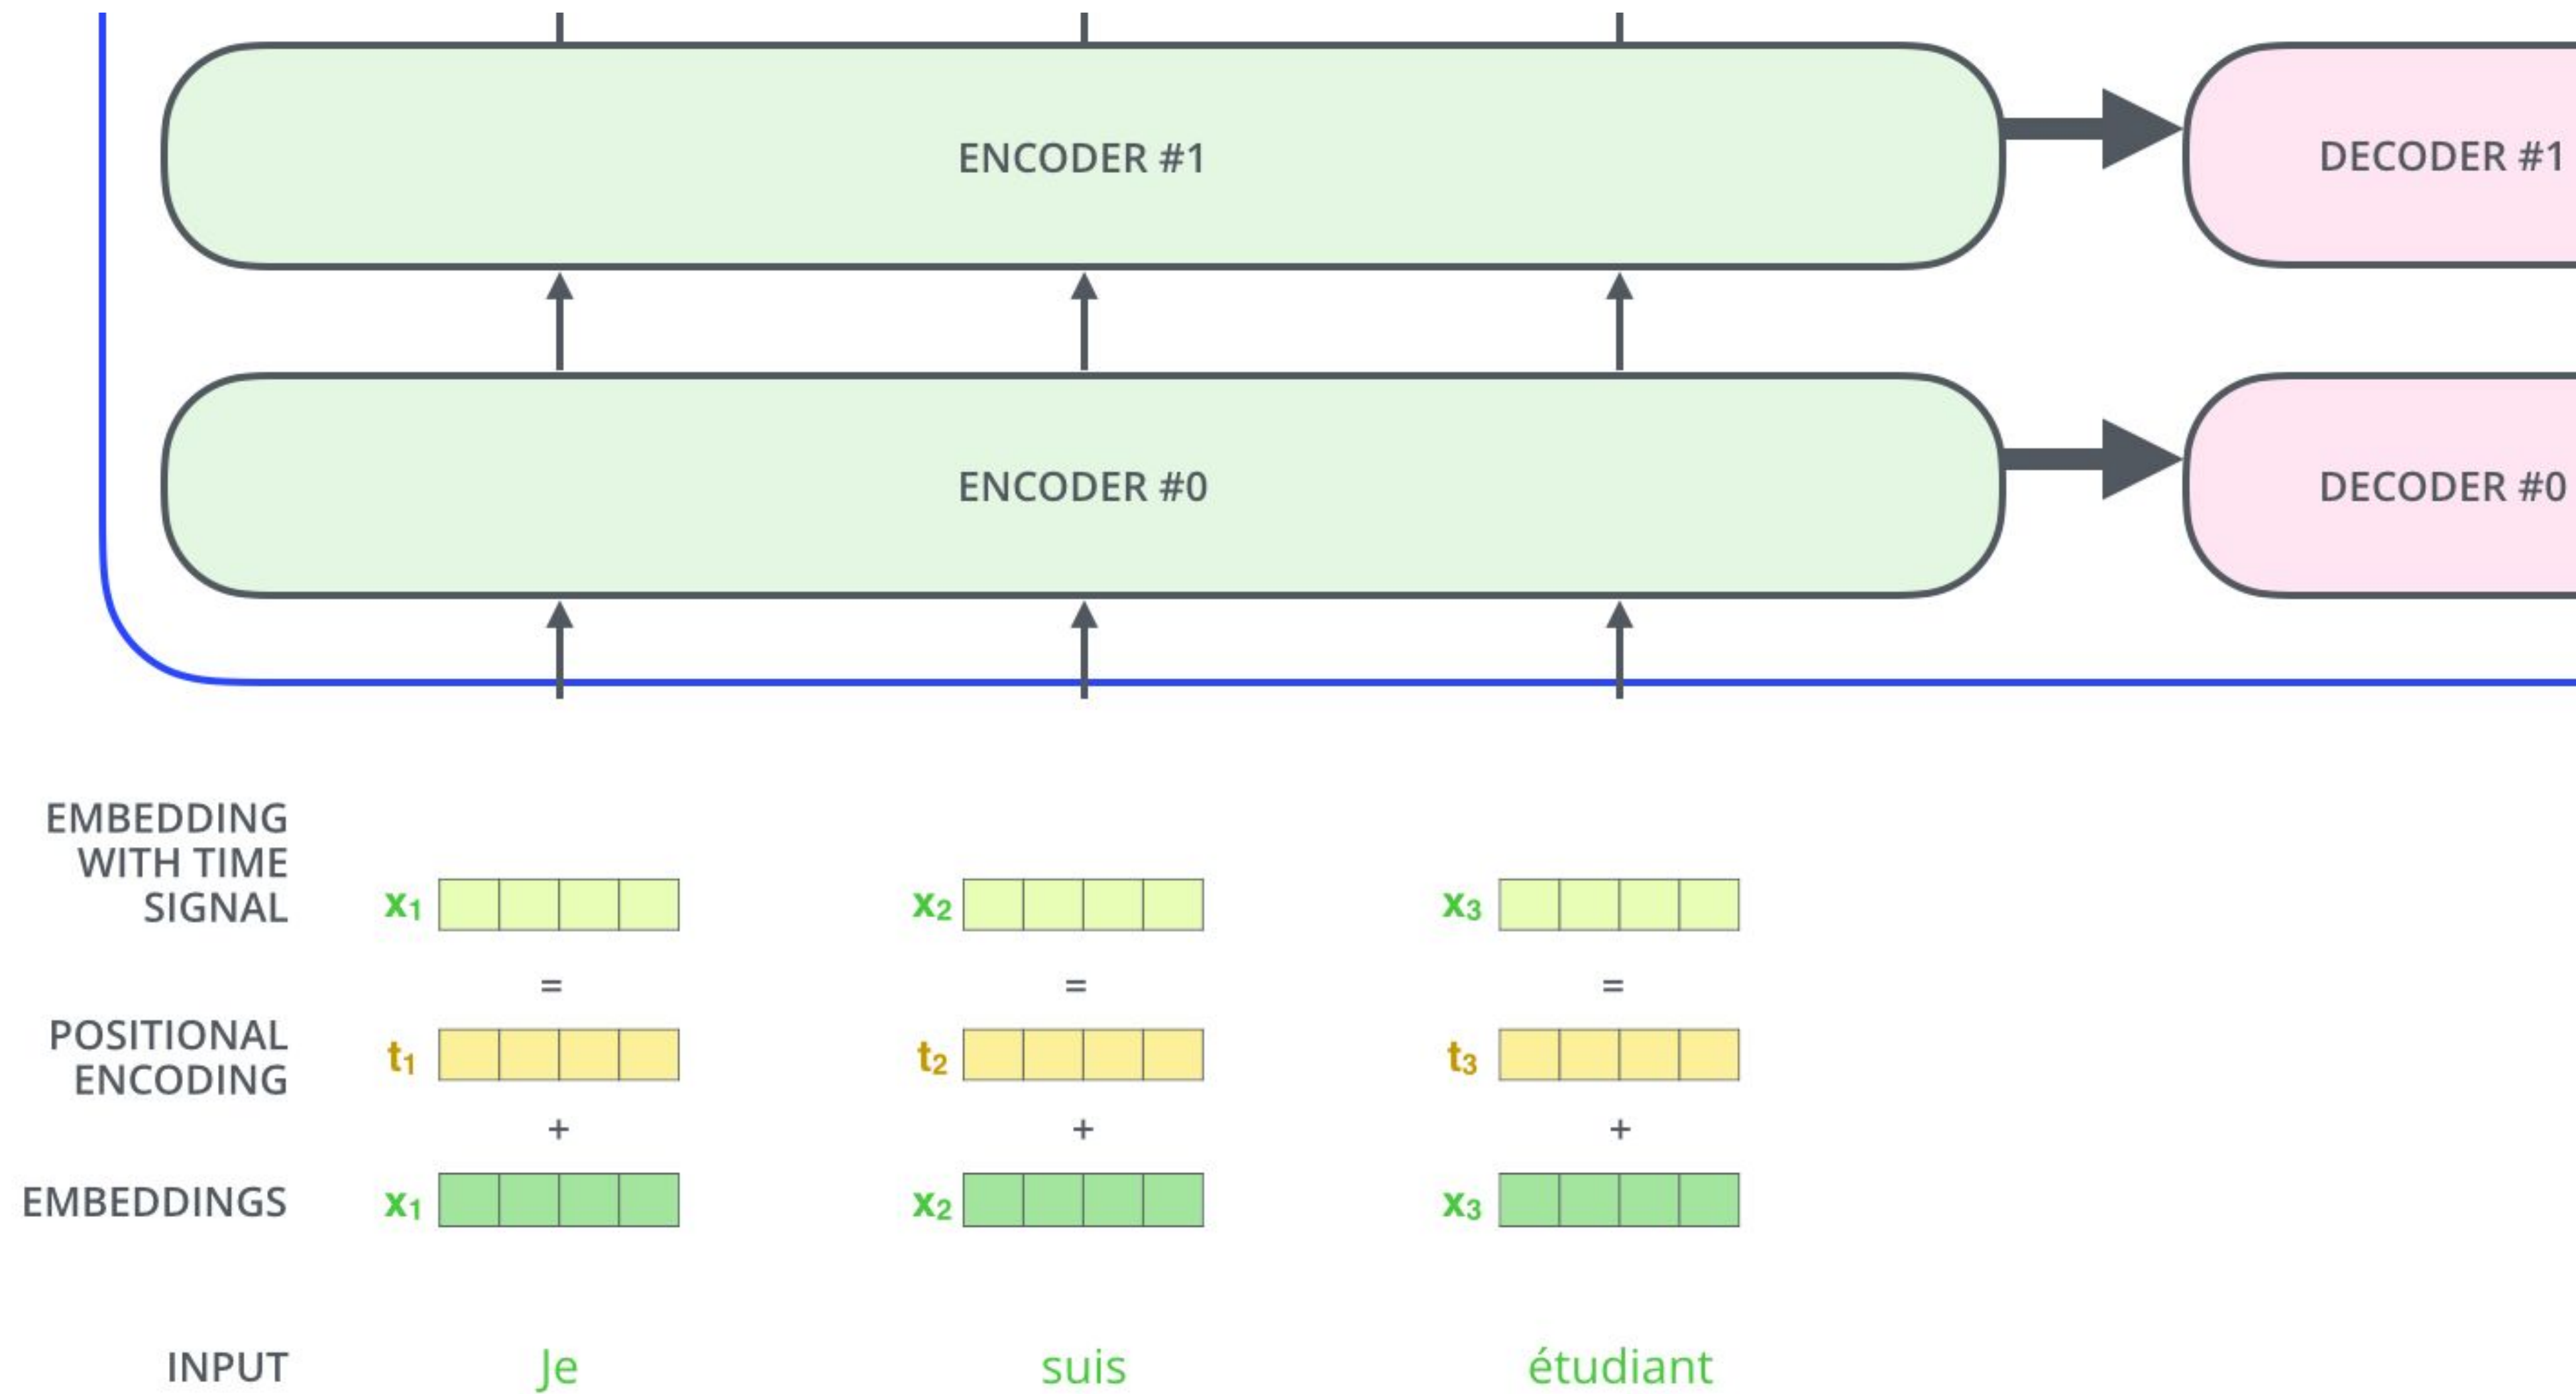 ENCODER #1
DECODER #1
ENCODER #0
DECODER #0
EMBEDDING
WITH TIME
SIGNAL
x₁
x₂
x₃
=
=
=
POSITIONAL
ENCODING
t₁
t₂
t₃
+
+
+
EMBEDDINGS
x₁
x₂
x₃
INPUT
Je
suis
étudiant